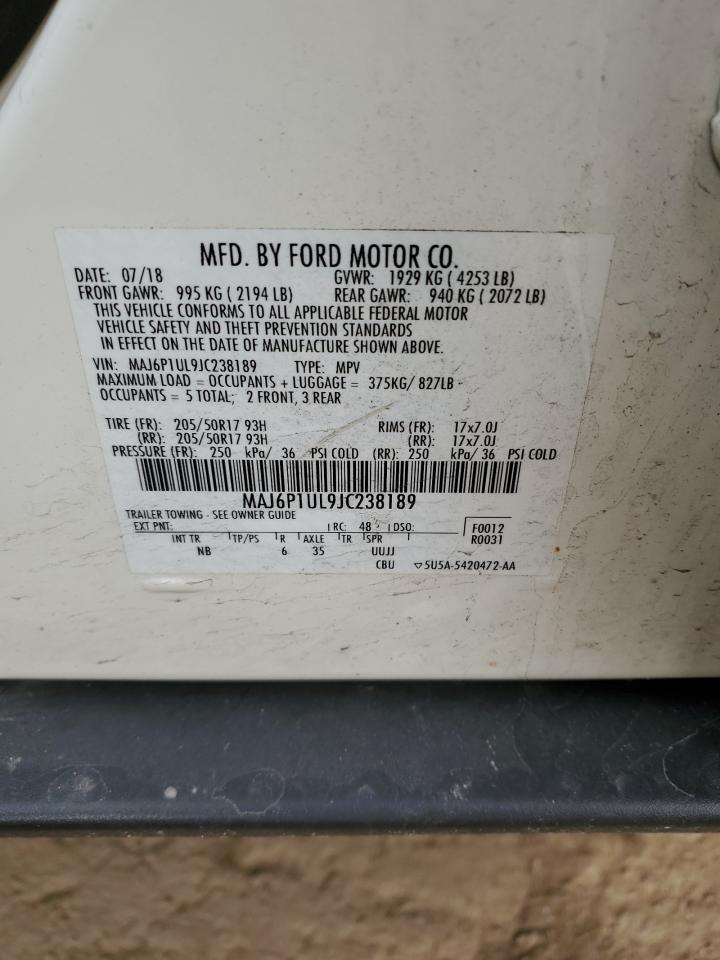 MFD. BY FORD MOTOR CO.
DATE: 07/18 GVWR: 1929 KG ( 4253 LB)
FRONT GAWR: 995 KG ( 2194 LB) REAR GAWR: 940 KG ( 2072 LB)
THIS VEHICLE CONFORMS TO ALL APPLICABLE FEDERAL MOTOR
VEHICLE SAFETY AND THEFT PREVENTION STANDARDS
IN EFFECT ON THE DATE OF MANUFACTURE SHOWN ABOVE.
VIN: MAJ6P1UL9JC238189 TYPE: MPV
MAXIMUM LOAD = OCCUPANTS + LUGGAGE = 375KG/ 827LB
OCCUPANTS = 5 TOTAL; 2 FRONT, 3 REAR
TIRE (FR): 205/50R17 93H RIMS (FR): 17x7.0J
(RR): 205/50R17 93H (RR): 17x7.0J
PRESSURE (FR): 250 kPa/ 36 PSI COLD (RR): 250 kPa/ 36 PSI COLD
MAJ6P1UL9JC238189
TRAILER TOWING - SEE OWNER GUIDE
EXT PNT: RC: 48 DSO: F0012
INT TR TP/PS R AXLE TR SPR R0031
NB 6 35 UUJJ
CBU ▽5U5A-5420472-AA